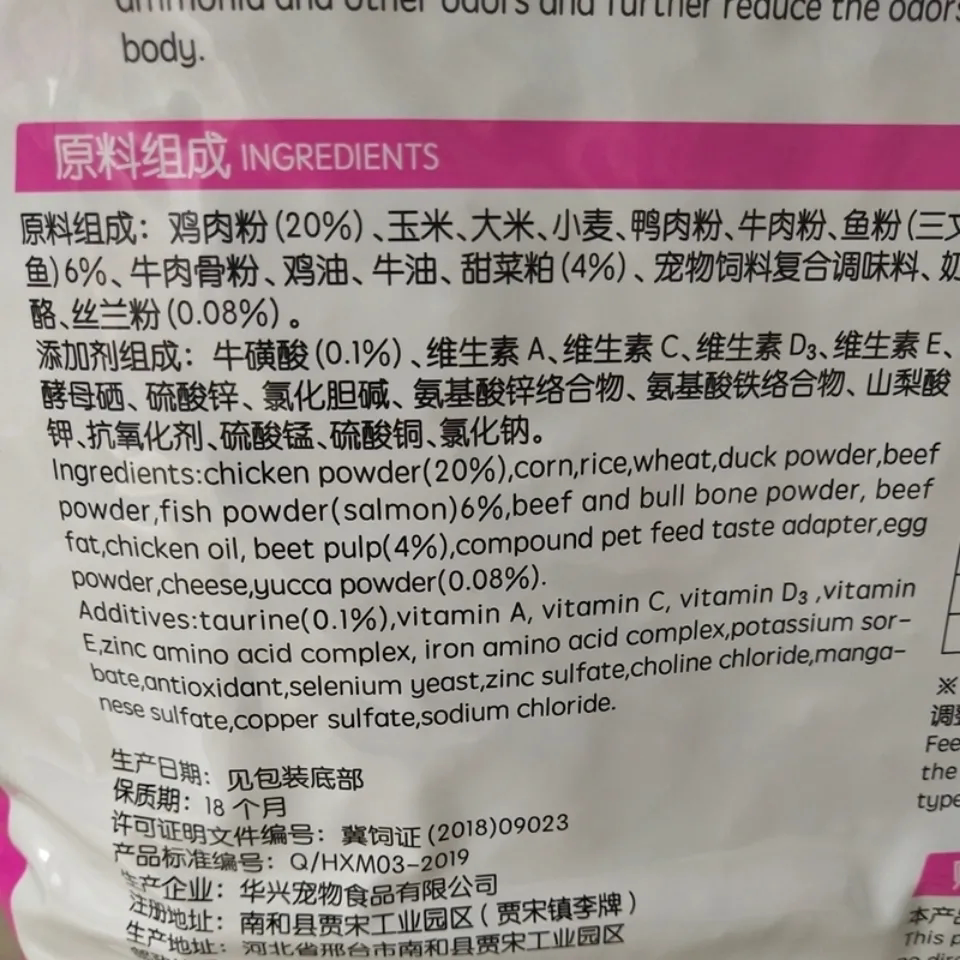 ammonia and other odors and further reduce the odors
body.
原料组成 INGREDIENTS
原料组成：鸡肉粉(20%)、玉米、大米、小麦、鸭肉粉、牛肉粉、鱼粉(三文
鱼)6%、牛肉骨粉、鸡油、牛油、甜菜粕(4%)、宠物饲料复合调味料、奶
酪、丝兰粉(0.08%)。
添加剂组成：牛磺酸(0.1%)、维生素 A、维生素 C、维生素 D₃、维生素 E、
酵母硒、硫酸锌、氯化胆碱、氨基酸锌络合物、氨基酸铁络合物、山梨酸
钾、抗氧化剂、硫酸锰、硫酸铜、氯化钠。
Ingredients:chicken powder(20%),corn,rice,wheat,duck powder,beef
powder,fish powder(salmon)6%,beef and bull bone powder, beef
fat,chicken oil, beet pulp(4%),compound pet feed taste adapter,egg
powder,cheese,yucca powder(0.08%).
Additives:taurine(0.1%),vitamin A, vitamin C, vitamin D₃ ,vitamin
E,zinc amino acid complex, iron amino acid complex,potassium sor-
bate,antioxidant,selenium yeast,zinc sulfate,choline chloride,manga-
nese sulfate,copper sulfate,sodium chloride.
生产日期：见包装底部
保质期：18 个月
许可证明文件编号：冀饲证 (2018)09023
产品标准编号：Q/HXM03-2019
生产企业：华兴宠物食品有限公司
注册地址：南和县贾宋工业园区（贾宋镇李牌）
生产地址：河北省邢台市南和县贾宋工业园区
※
调整
Fee
the
type
本产品
This p